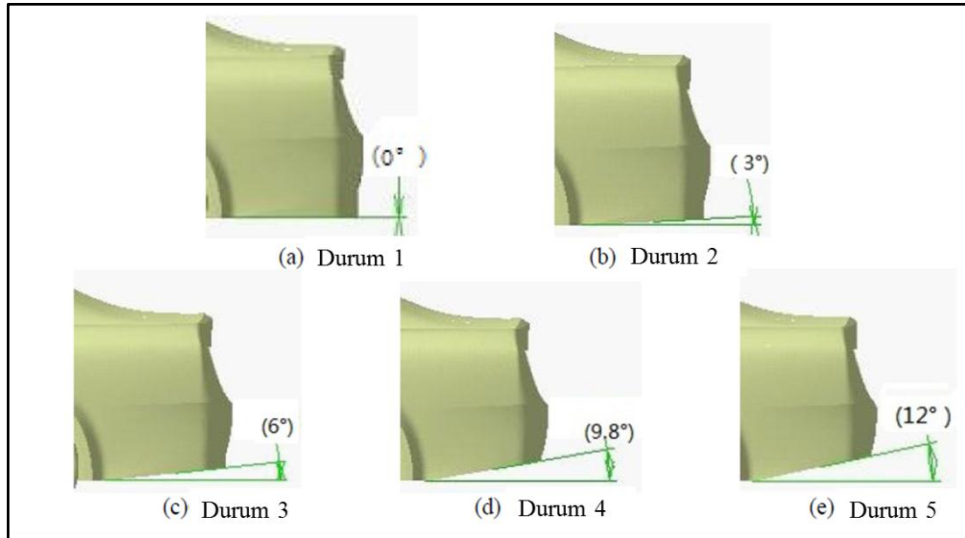 (0° )
(3°)
(a) Durum 1
(b) Durum 2
(6°)
(9.8°)
(12° )
(c) Durum 3
(d) Durum 4
(e) Durum 5